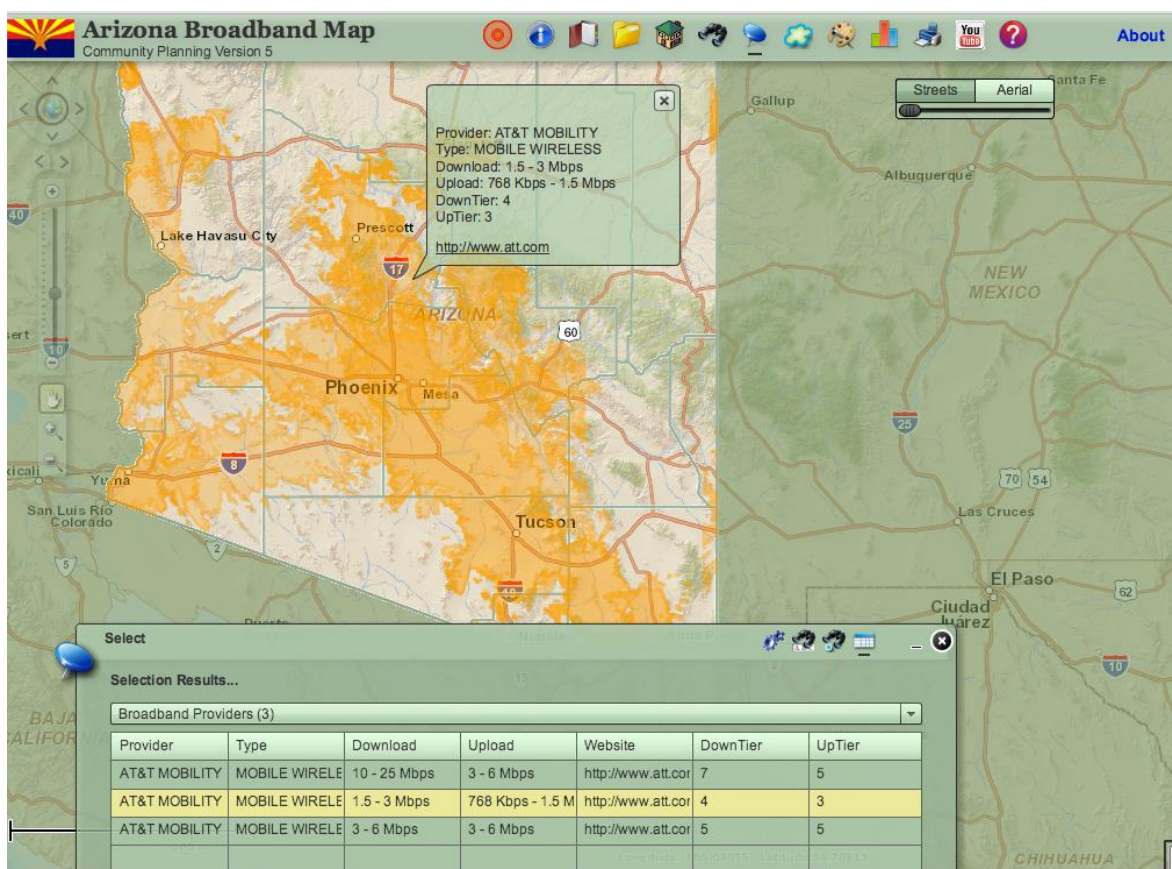 Arizona Broadband Map
Community Planning Version 5
You
Tube
?
About
Provider: AT&T MOBILITY
Type: MOBILE WIRELESS
Download: 1.5 - 3 Mbps
Upload: 768 Kbps - 1.5 Mbps
DownTier: 4
UpTier: 3
http://www.att.com
Streets Aerial
Santa Fe
Gallup
Albuquerque
40
Lake Havasu City
Prescott
17
NEW
MEXICO
ARIZONA
60
10
Phoenix
Mesa
25
8
Yuma
70 54
San Luis Río
Colorado
Tucson
Las Cruces
2
5
El Paso
62
Ciudad
Juárez
10
BAJA
CALIFORNIA
CHIHUAHUA
Select
Selection Results...
15
Broadband Providers (3)
Provider Type Download Upload Website DownTier UpTier
AT&T MOBILITY MOBILE WIRELE 10 - 25 Mbps 3 - 6 Mbps http://www.att.cor 7 5
AT&T MOBILITY MOBILE WIRELE 1.5 - 3 Mbps 768 Kbps - 1.5 M http://www.att.cor 4 3
AT&T MOBILITY MOBILE WIRELE 3 - 6 Mbps 3 - 6 Mbps http://www.att.cor 5 5